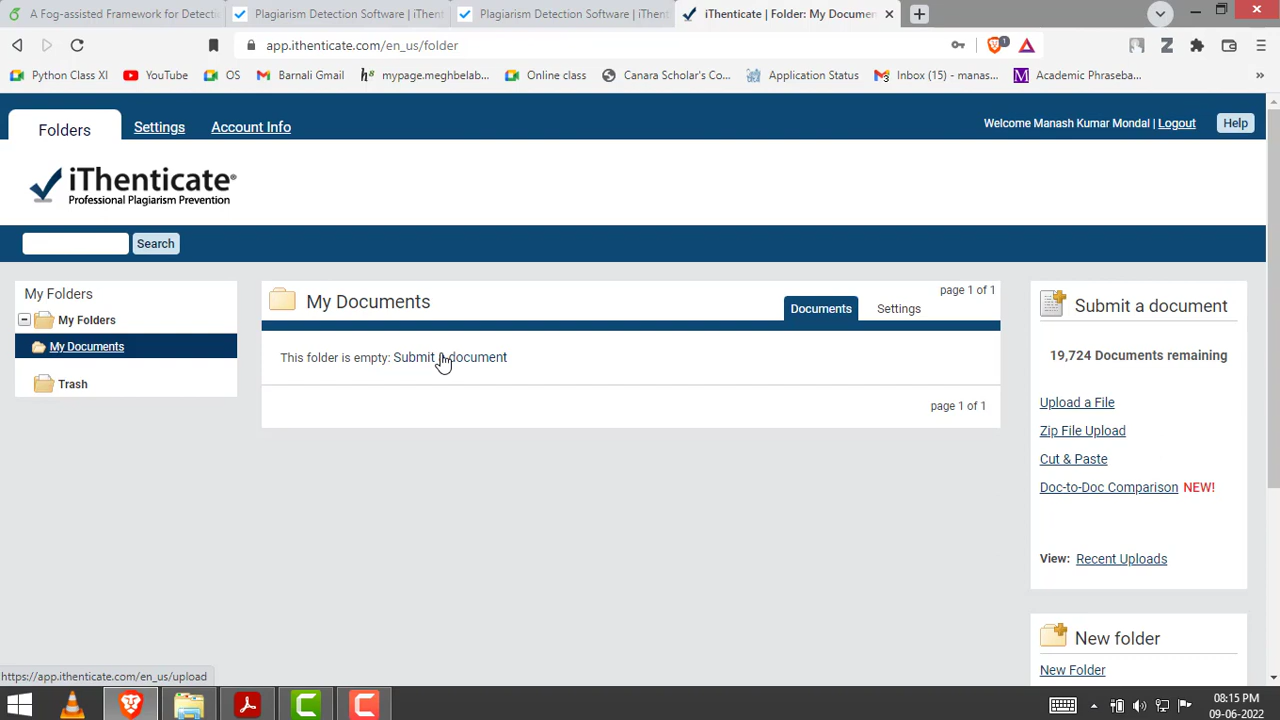 A Fog-assisted Framework for Detecti
Plagiarism Detection Software | iThent
Plagiarism Detection Software | iThent
iThenticate | Folder: My Documen
app.ithenticate.com/en_us/folder
1
Python Class XI
YouTube
OS
Barnali Gmail
mypage.meghbelab...
Online class
Canara Scholar's Co...
Application Status
Inbox (15) - manas...
Academic Phraseba...
Folders
Settings
Account Info
Welcome Manash Kumar Mondal | Logout
Help
iThenticate®
Professional Plagiarism Prevention
Search
My Folders
My Folders
My Documents
Trash
page 1 of 1
My Documents
Documents
Settings
This folder is empty: Submit a document
page 1 of 1
Submit a document
19,724 Documents remaining
Upload a File
Zip File Upload
Cut & Paste
Doc-to-Doc Comparison NEW!
View: Recent Uploads
New folder
New Folder
https://app.ithenticate.com/en_us/upload
08:15 PM
09-06-2022